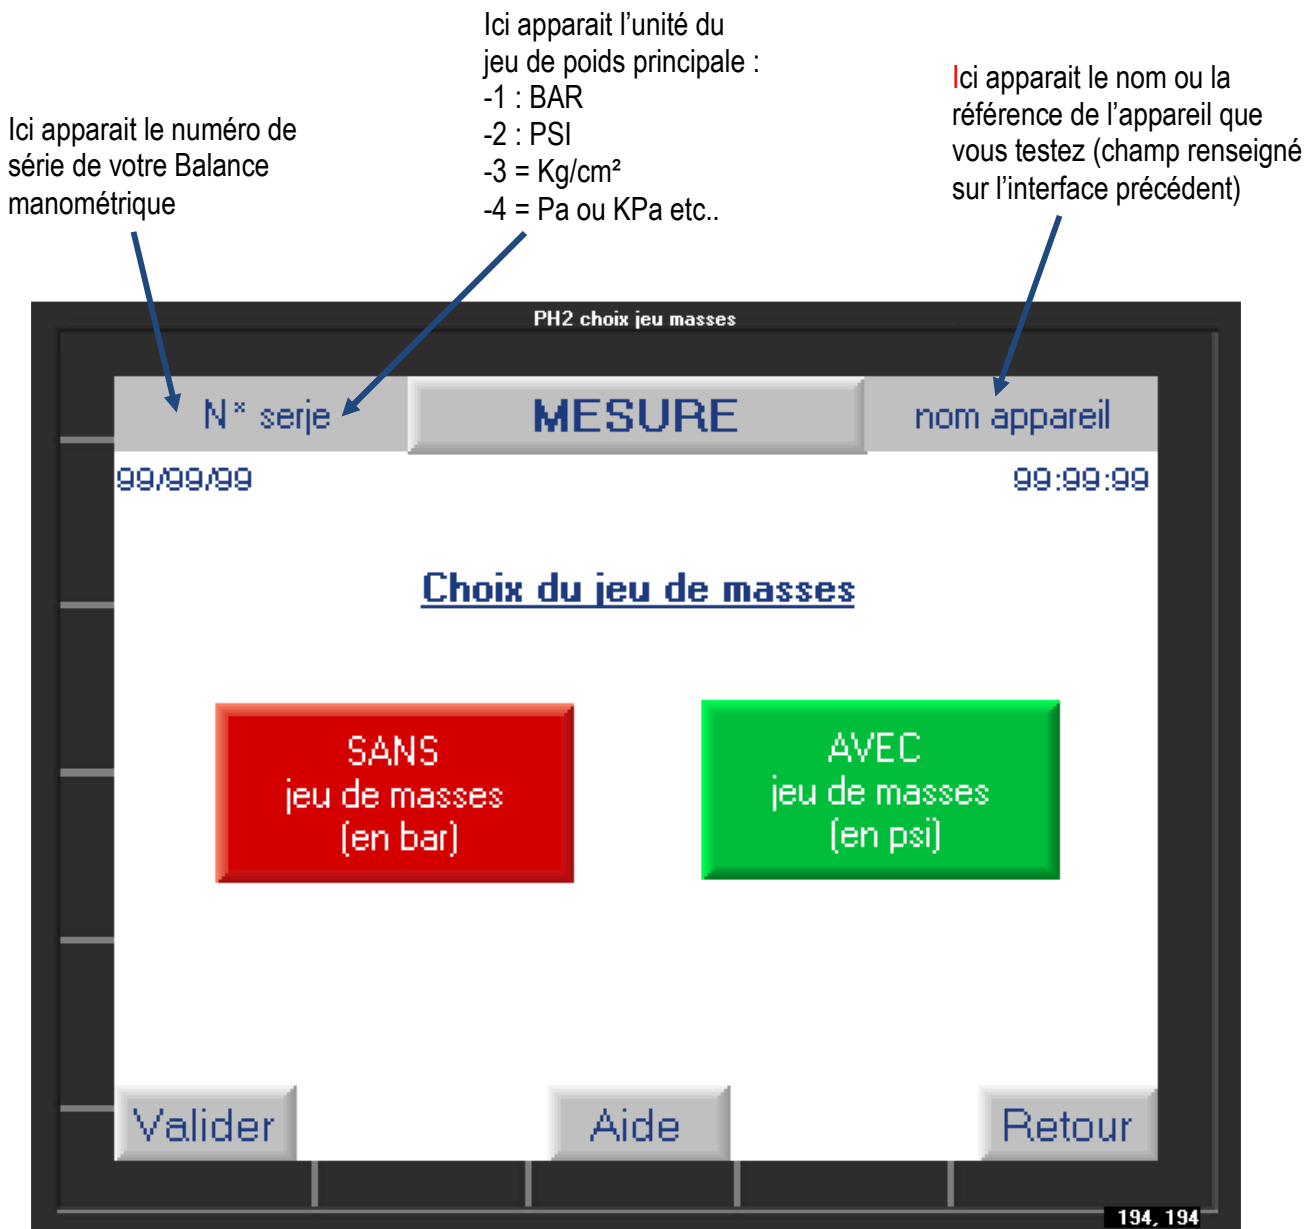 Ici apparait l’unité du
jeu de poids principale :
-1 : BAR
-2 : PSI
-3 = Kg/cm²
-4 = Pa ou KPa etc..
Ici apparait le nom ou la
référence de l’appareil que
vous testez (champ renseigné
sur l’interface précédent)
Ici apparait le numéro de
série de votre Balance
manométrique
PH2 choix jeu masses
N° serie
MESURE
nom appareil
99/99/99
99:99:99
Choix du jeu de masses
SANS
jeu de masses
(en bar)
AVEC
jeu de masses
(en psi)
Valider
Aide
Retour
194, 194